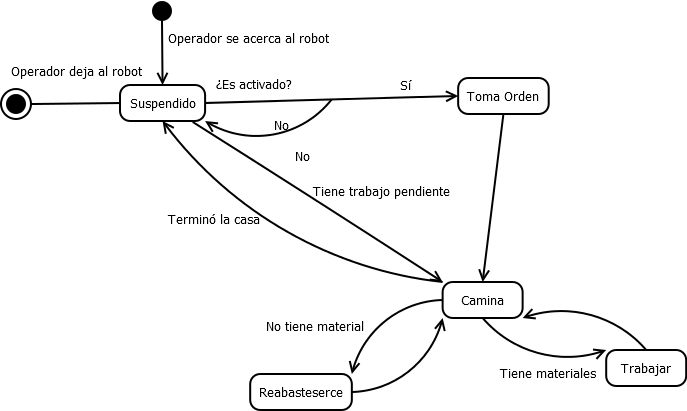 Operador se acerca al robot
Operador deja al robot
Suspendido
¿Es activado?
Sí
Toma Orden
No
No
Tiene trabajo pendiente
Terminó la casa
Camina
No tiene material
Tiene materiales
Trabajar
Reabasteserce